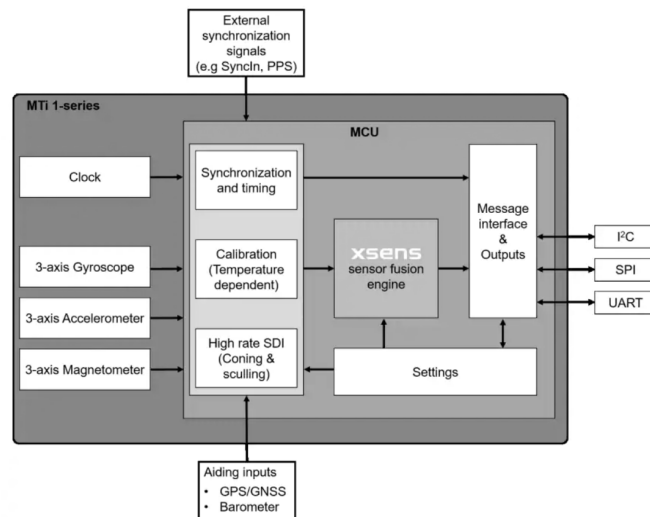 External
synchronization
signals
(e.g SyncIn, PPS)
MTi 1-series
MCU
Clock
Synchronization
and timing
Message
interface
&
Outputs
3-axis Gyroscope
Calibration
(Temperature
dependent)
xsens
sensor fusion
engine
I²C
SPI
UART
3-axis Accelerometer
3-axis Magnetometer
High rate SDI
(Coning &
sculling)
Settings
Aiding inputs
• GPS/GNSS
• Barometer